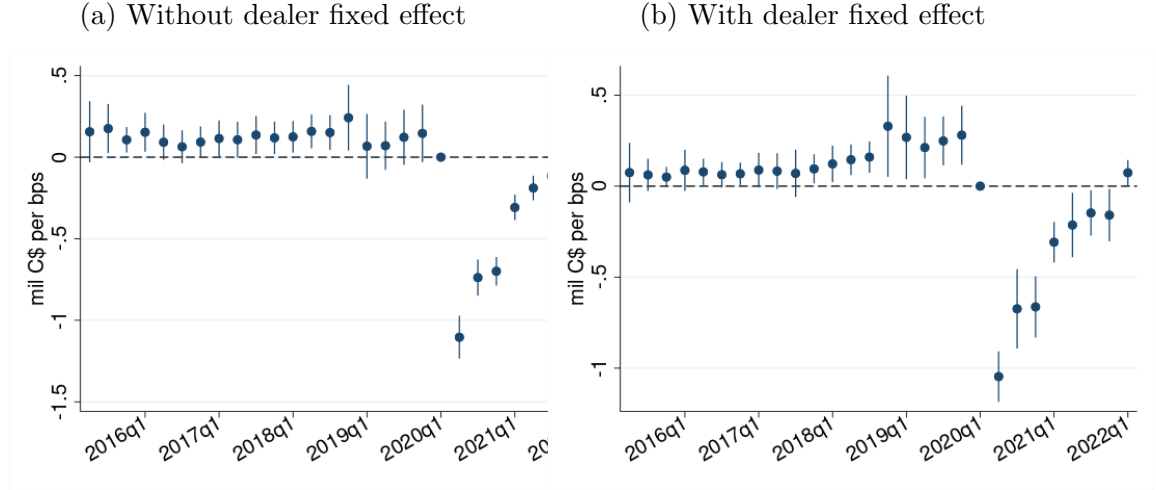 (a) Without dealer fixed effect
(b) With dealer fixed effect
mil C$ per bps
.5
0
-.5
-1
-1.5
2016q1
2017q1
2018q1
2019q1
2020q1
2021q1
20
mil C$ per bps
.5
0
-.5
-1
2016q1
2017q1
2018q1
2019q1
2020q1
2021q1
2022q1